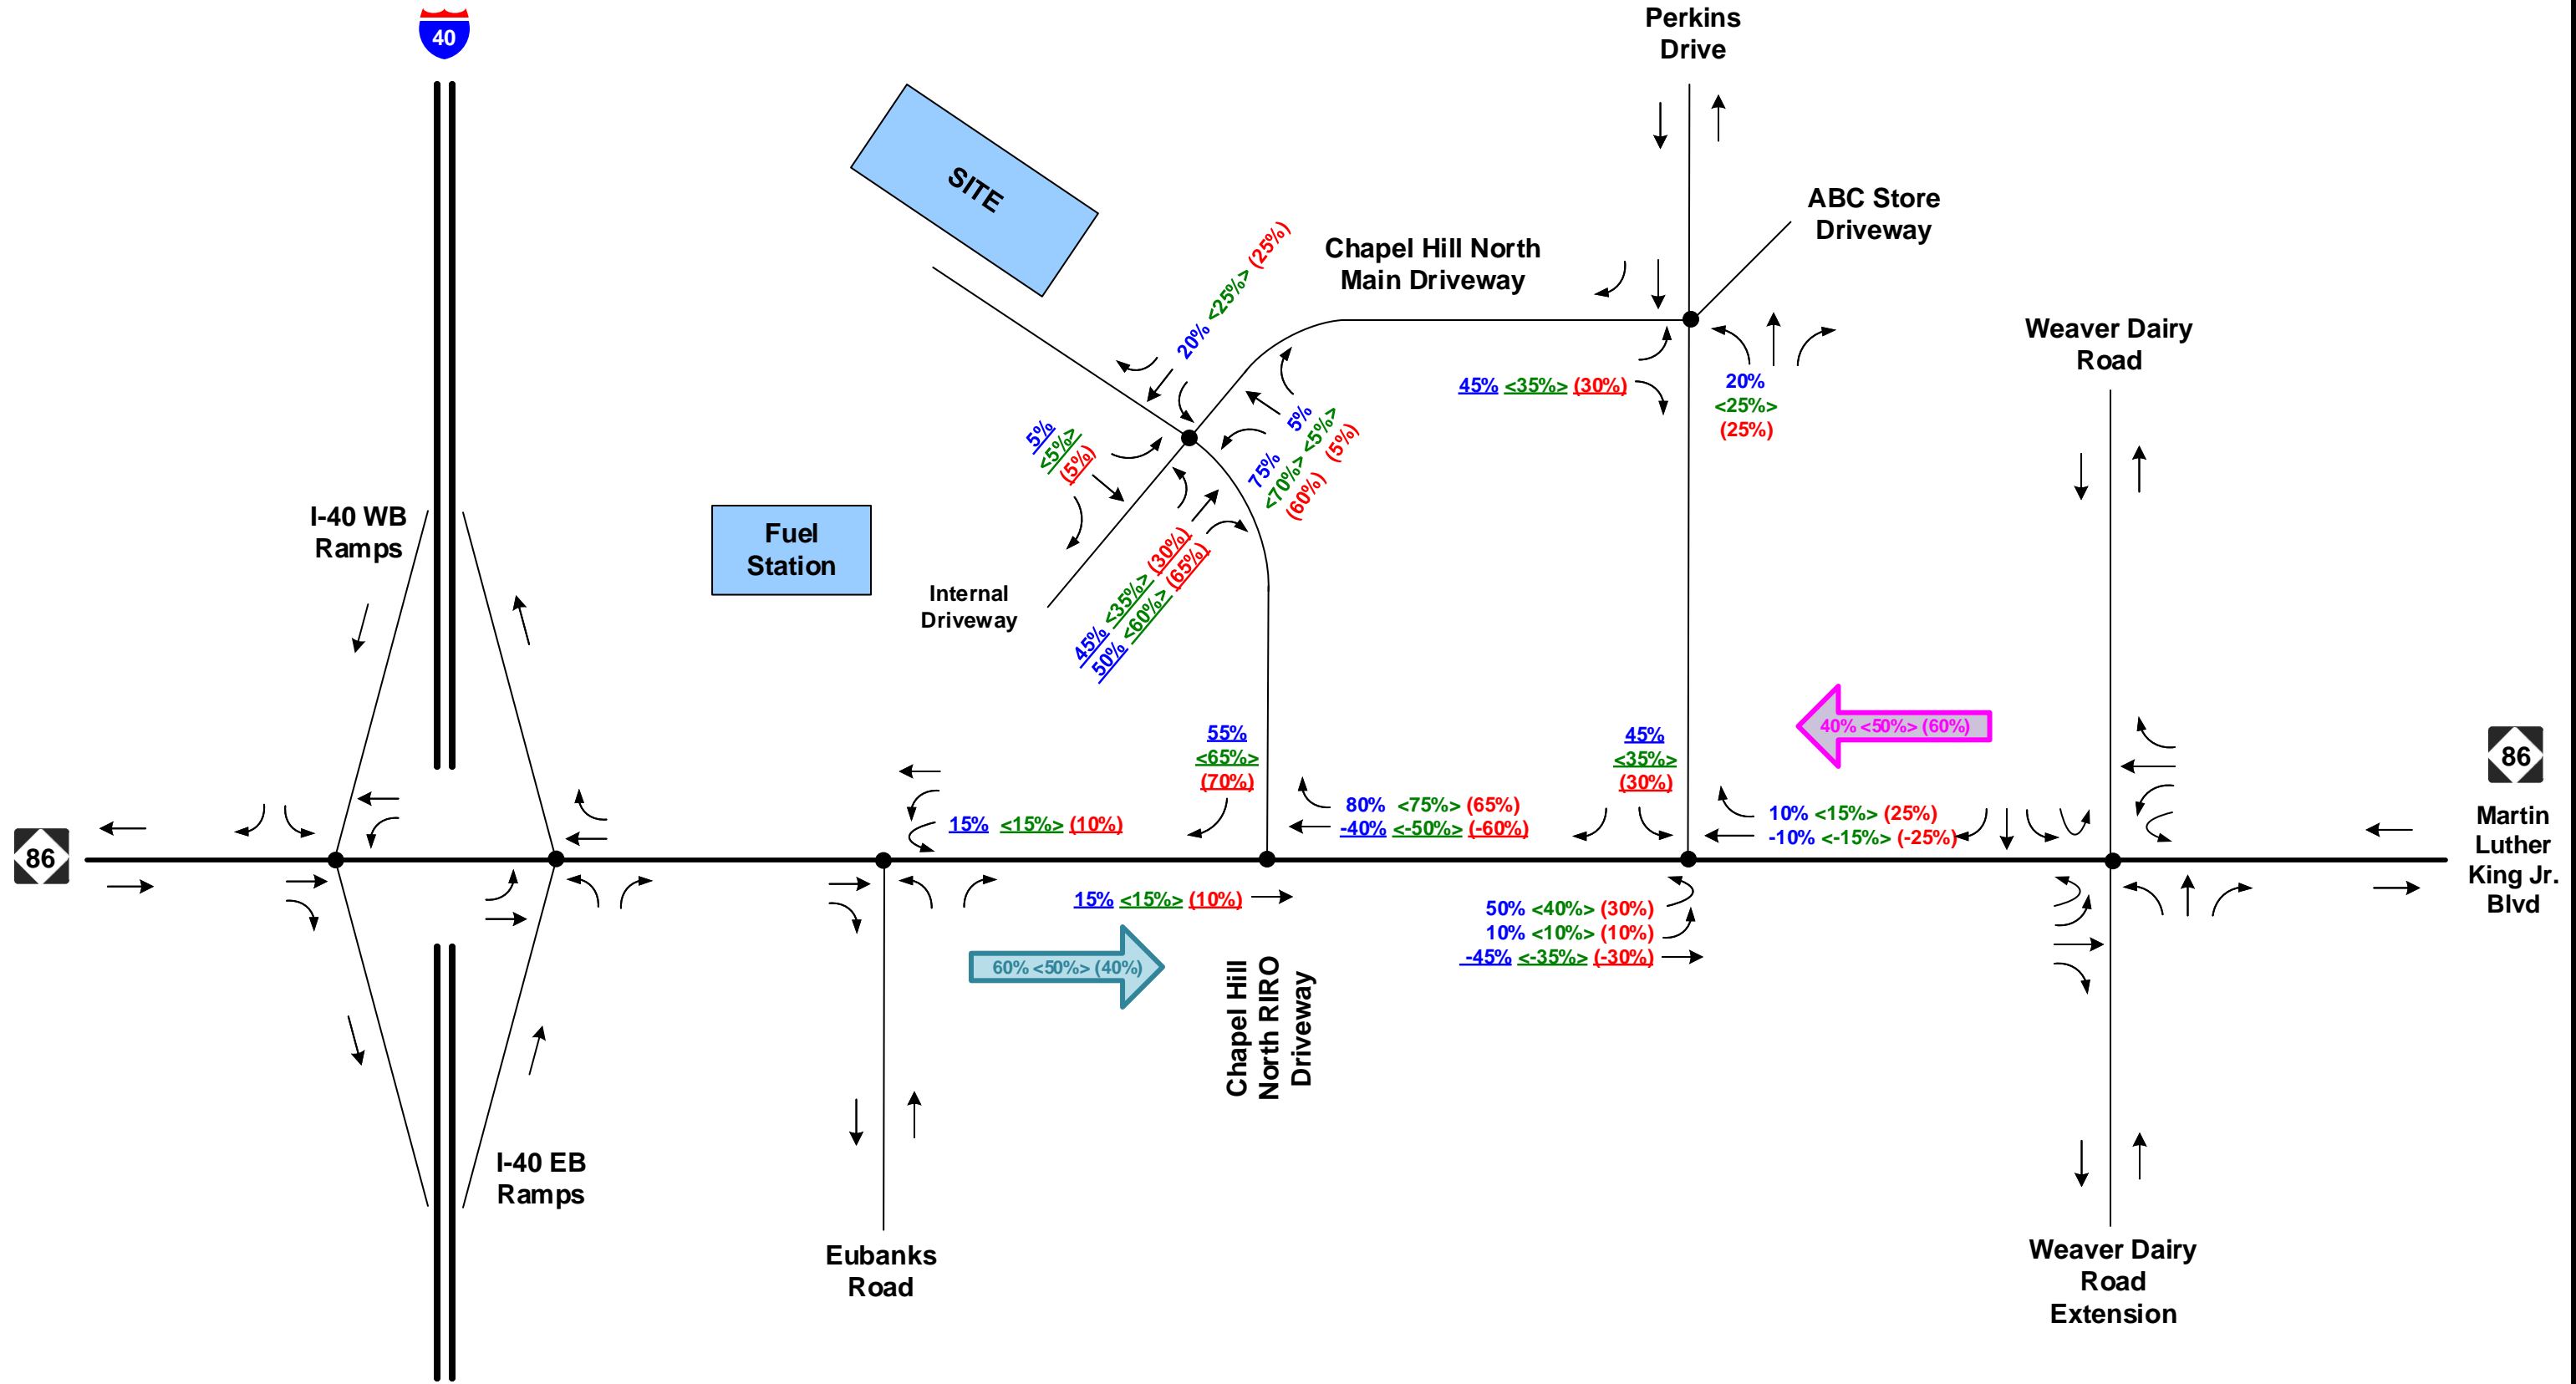 40
Perkins
Drive
SITE
ABC Store
Driveway
20% <25%> (25%)
Chapel Hill North
Main Driveway
Weaver Dairy
Road
45% <35%> (30%)
20%
<25%>
(25%)
5%
<5%>
(5%)
5%
<5%>
(5%)
75%
<70%>
(60%)
I-40 WB
Ramps
Fuel
Station
Internal
Driveway
45% <35%> (30%)
50% <60%> (65%)
55%
<65%>
(70%)
45%
<35%>
(30%)
40% <50%> (60%)
86
Martin
Luther
King Jr.
Blvd
15% <15%> (10%)
80% <75%> (65%)
-40% <-50%> (-60%)
10% <15%> (25%)
-10% <-15%> (-25%)
86
15% <15%> (10%)
50% <40%> (30%)
10% <10%> (10%)
-45% <-35%> (-30%)
60% <50%> (40%)
Chapel Hill
North RIRO
Driveway
I-40 EB
Ramps
Eubanks
Road
Weaver Dairy
Road
Extension